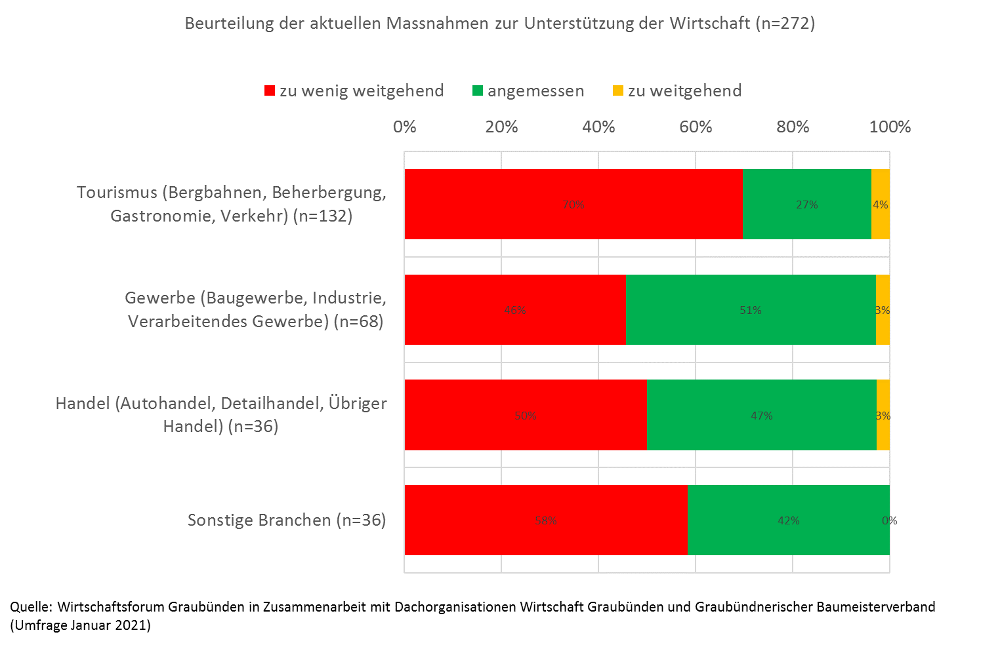 Beurteilung der aktuellen Massnahmen zur Unterstützung der Wirtschaft (n=272)
zu wenig weitgehend angemessen zu weitgehend
0% 20% 40% 60% 80% 100%
Tourismus (Bergbahnen, Beherbergung,
Gastronomie, Verkehr) (n=132)
70% 27% 4%
Gewerbe (Baugewerbe, Industrie,
Verarbeitendes Gewerbe) (n=68)
46% 51% 3%
Handel (Autohandel, Detailhandel, Übriger
Handel) (n=36)
50% 47% 3%
Sonstige Branchen (n=36)
58% 42% 0%
Quelle: Wirtschaftsforum Graubünden in Zusammenarbeit mit Dachorganisationen Wirtschaft Graubünden und Graubündnerischer Baumeisterverband
(Umfrage Januar 2021)